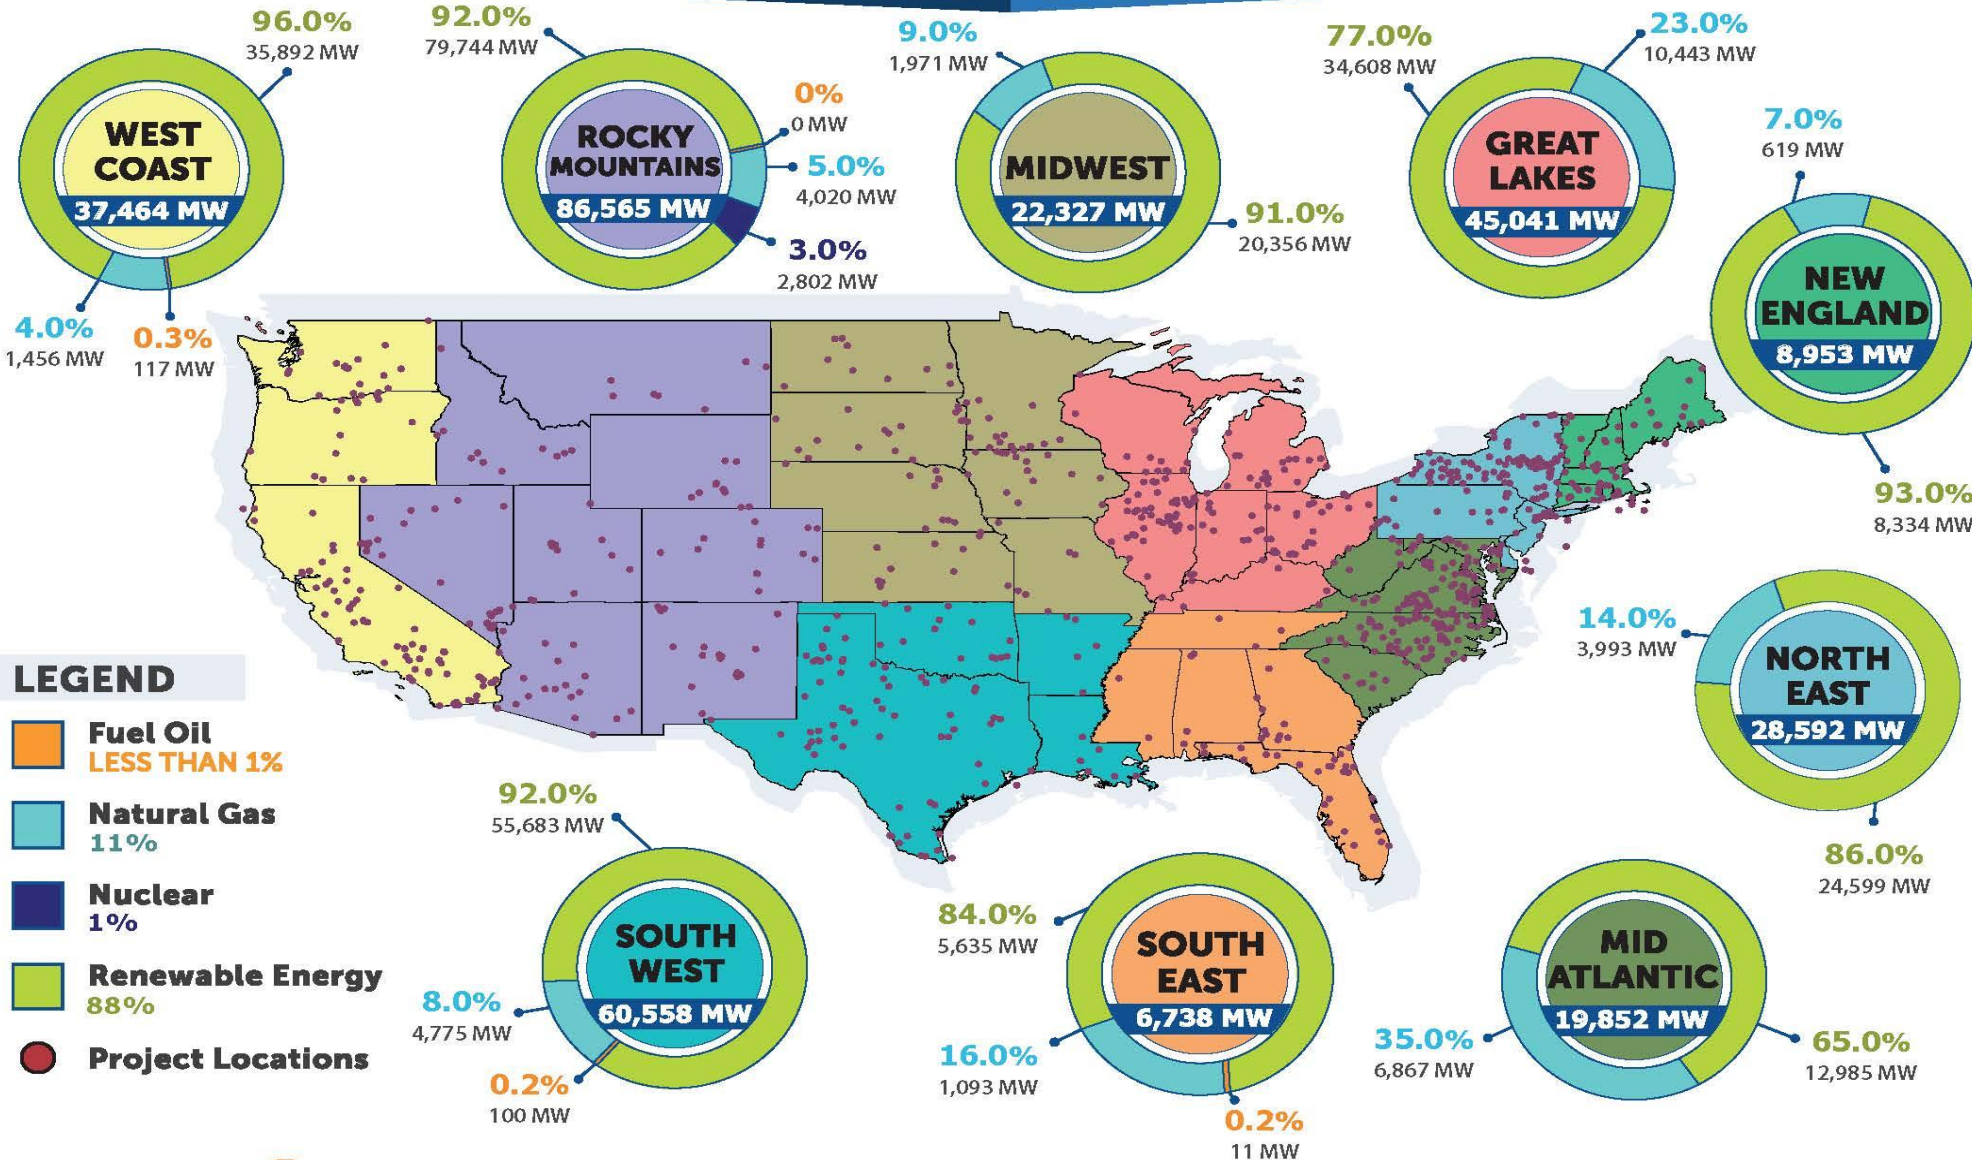 96.0%
35,892 MW
WEST
COAST
37,464 MW
4.0%
1,456 MW
0.3%
117 MW
92.0%
79,744 MW
0%
0 MW
ROCKY
MOUNTAINS
86,565 MW
5.0%
4,020 MW
3.0%
2,802 MW
9.0%
1,971 MW
MIDWEST
22,327 MW
91.0%
20,356 MW
77.0%
34,608 MW
23.0%
10,443 MW
GREAT
LAKES
45,041 MW
7.0%
619 MW
NEW
ENGLAND
8,953 MW
93.0%
8,334 MW
14.0%
3,993 MW
NORTH
EAST
28,592 MW
86.0%
24,599 MW
LEGEND
Fuel Oil
LESS THAN 1%
Natural Gas
11%
Nuclear
1%
Renewable Energy
88%
Project Locations
92.0%
55,683 MW
SOUTH
WEST
60,558 MW
8.0%
4,775 MW
0.2%
100 MW
84.0%
5,635 MW
SOUTH
EAST
6,738 MW
16.0%
1,093 MW
0.2%
11 MW
MID
ATLANTIC
19,852 MW
35.0%
6,867 MW
65.0%
12,985 MW